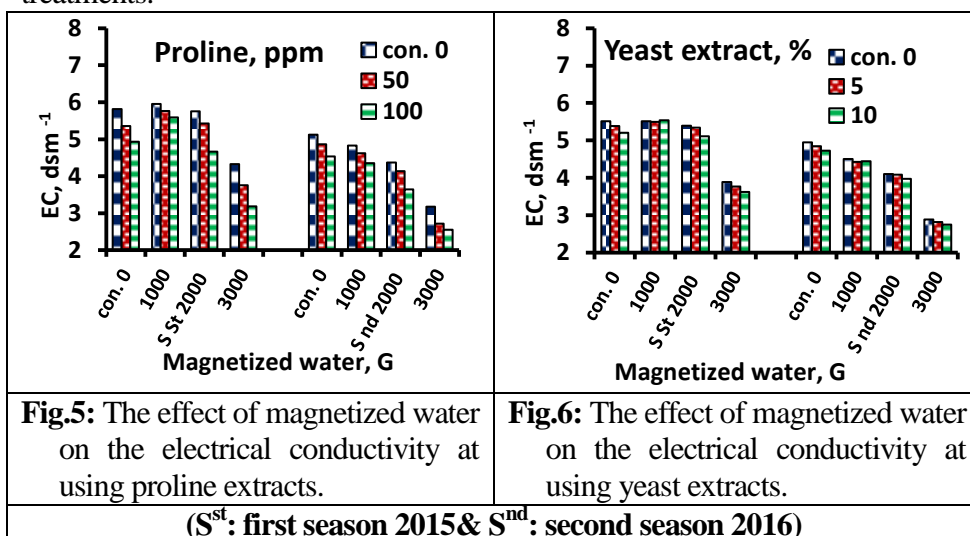 treatments.
Proline, ppm
con. 0
50
100
EC, dsm -1
6
5
4
3
2
con. 0
1000
S St 2000
3000
con. 0
1000
S nd 2000
3000
Magnetized water, G
Yeast extract, %
con. 0
5
10
EC, dsm -1
8
7
6
5
4
3
2
con. 0
1000
S St 2000
3000
con. 0
1000
S nd 2000
3000
Magnetized water, G
Fig.5: The effect of magnetized water
on the electrical conductivity at
using proline extracts.
Fig.6: The effect of magnetized water
on the electrical conductivity at
using yeast extracts.
(Sst: first season 2015& Snd: second season 2016)